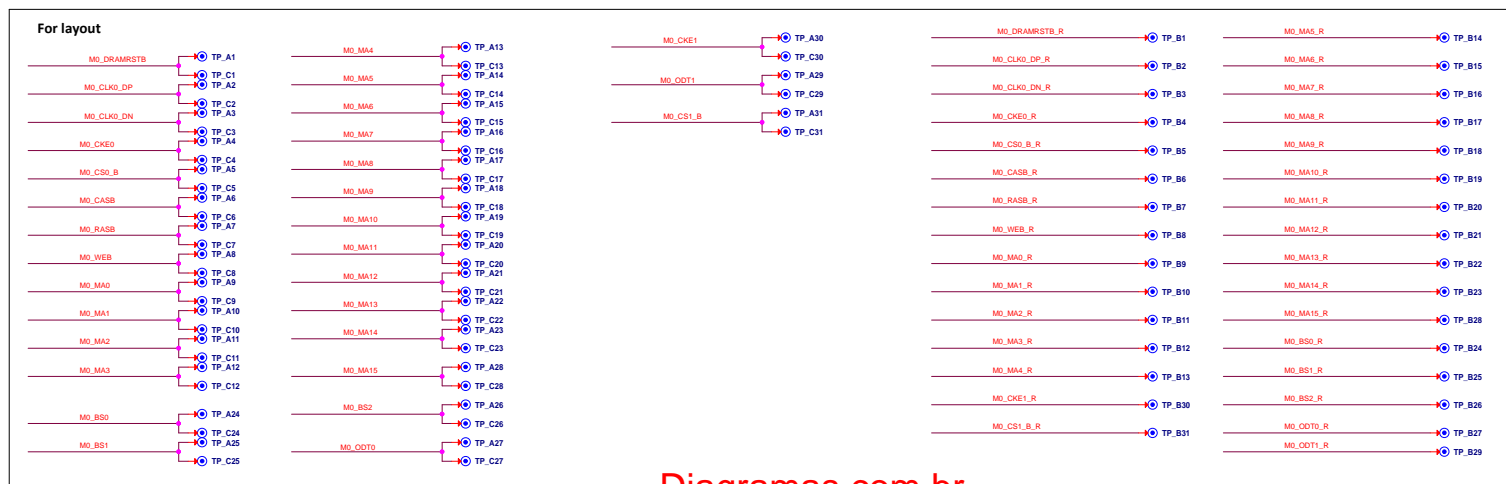 For layout
M0_DRAMRSTB TP_A1
TP_C1
M0_CLK0_DP TP_A2
TP_C2
M0_CLK0_DN TP_A3
TP_C3
M0_CKE0 TP_A4
TP_C4
M0_CS0_B TP_A5
TP_C5
M0_CASB TP_A6
TP_C6
M0_RASB TP_A7
TP_C7
M0_WEB TP_A8
TP_C8
M0_MA0 TP_A9
TP_C9
M0_MA1 TP_A10
TP_C10
M0_MA2 TP_A11
TP_C11
M0_MA3 TP_A12
TP_C12
M0_BS0 TP_A24
TP_C24
M0_BS1 TP_A25
TP_C25
M0_MA4 TP_A13
TP_C13
M0_MA5 TP_A14
TP_C14
M0_MA6 TP_A15
TP_C15
M0_MA7 TP_A16
TP_C16
M0_MA8 TP_A17
TP_C17
M0_MA9 TP_A18
TP_C18
M0_MA10 TP_A19
TP_C19
M0_MA11 TP_A20
TP_C20
M0_MA12 TP_A21
TP_C21
M0_MA13 TP_A22
TP_C22
M0_MA14 TP_A23
TP_C23
M0_MA15 TP_A28
TP_C28
M0_BS2 TP_A26
TP_C26
M0_ODT0 TP_A27
TP_C27
M0_CKE1 TP_A30
TP_C30
M0_ODT1 TP_A29
TP_C29
M0_CS1_B TP_A31
TP_C31
M0_DRAMRSTB_R TP_B1
M0_CLK0_DP_R TP_B2
M0_CLK0_DN_R TP_B3
M0_CKE0_R TP_B4
M0_CS0_B_R TP_B5
M0_CASB_R TP_B6
M0_RASB_R TP_B7
M0_WEB_R TP_B8
M0_MA0_R TP_B9
M0_MA1_R TP_B10
M0_MA2_R TP_B11
M0_MA3_R TP_B12
M0_MA4_R TP_B13
M0_CKE1_R TP_B30
M0_CS1_B_R TP_B31
M0_MA5_R TP_B14
M0_MA6_R TP_B15
M0_MA7_R TP_B16
M0_MA8_R TP_B17
M0_MA9_R TP_B18
M0_MA10_R TP_B19
M0_MA11_R TP_B20
M0_MA12_R TP_B21
M0_MA13_R TP_B22
M0_MA14_R TP_B23
M0_MA15_R TP_B28
M0_BS0_R TP_B24
M0_BS1_R TP_B25
M0_BS2_R TP_B26
M0_ODT0_R TP_B27
M0_ODT1_R TP_B29
Diagramas.com.br